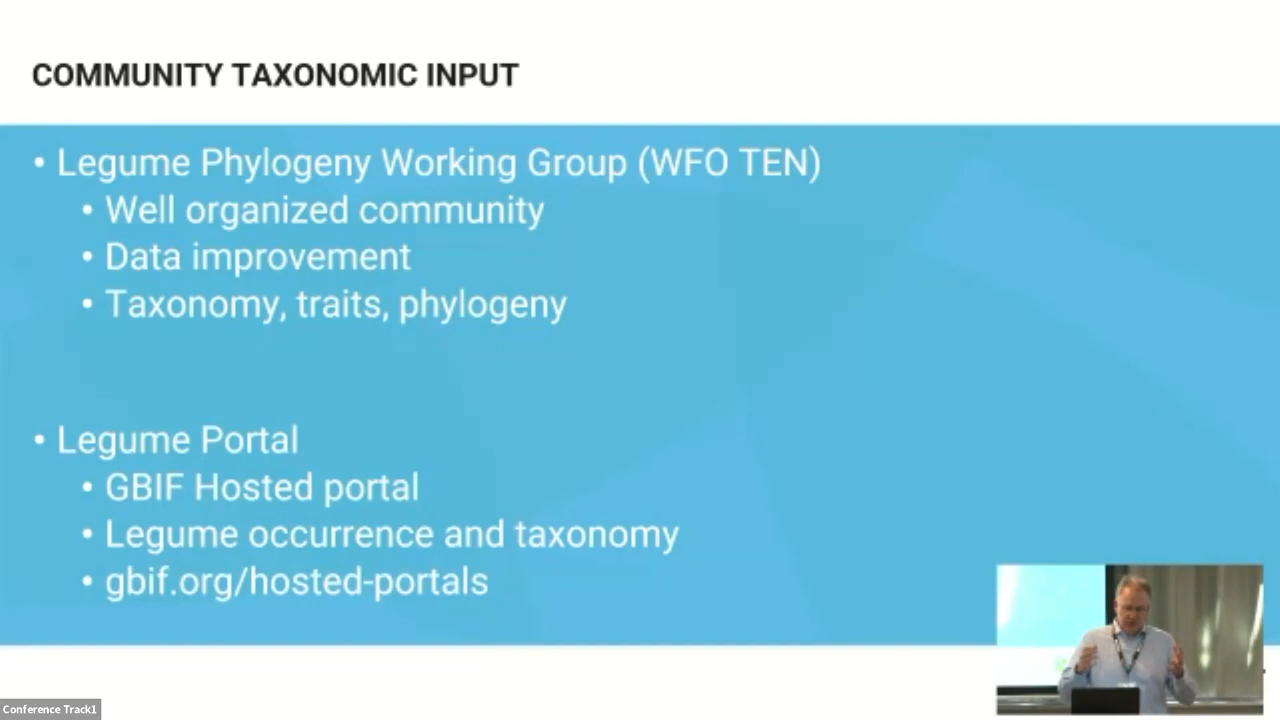 COMMUNITY TAXONOMIC INPUT
• Legume Phylogeny Working Group (WFO TEN)
• Well organized community
• Data improvement
• Taxonomy, traits, phylogeny
• Legume Portal
• GBIF Hosted portal
• Legume occurrence and taxonomy
• gbif.org/hosted-portals
Conference Track1